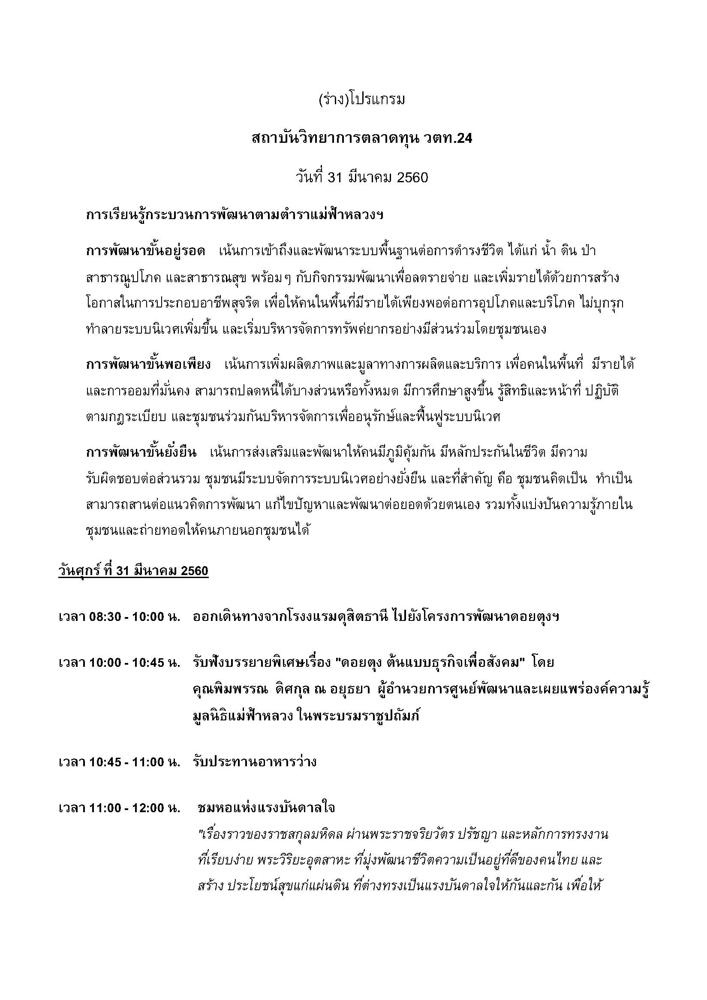 (ร่าง)โปรแกรม
สถาบันวิทยาการตลาดทุน วตท.24
วันที่ 31 มีนาคม 2560
การเรียนรู้กระบวนการพัฒนาตามตำราแม่ฟ้าหลวงฯ
การพัฒนาขั้นอยู่รอด เน้นการเข้าถึงและพัฒนาระบบพื้นฐานต่อการดำรงชีวิต ได้แก่ น้ำ ดิน ป่า
สาธารณูปโภค และสาธารณสุข พร้อมๆ กับกิจกรรมพัฒนาเพื่อลดรายจ่าย และเพิ่มรายได้ด้วยการสร้าง
โอกาสในการประกอบอาชีพสุจริต เพื่อให้คนในพื้นที่มีรายได้เพียงพอต่อการอุปโภคและบริโภค ไม่บุกรุก
ทำลายระบบนิเวศเพิ่มขึ้น และเริ่มบริหารจัดการทรัพค่ยากรอย่างมีส่วนร่วมโดยชุมชนเอง
การพัฒนาขั้นพอเพียง เน้นการเพิ่มผลิตภาพและมูลาทางการผลิตและบริการ เพื่อคนในพื้นที่ มีรายได้
และการออมที่มั่นคง สามารถปลดหนี้ได้บางส่วนหรือทั้งหมด มีการศึกษาสูงขึ้น รู้สิทธิและหน้าที่ ปฏิบัติ
ตามกฎระเบียบ และชุมชนร่วมกันบริหารจัดการเพื่ออนุรักษ์และฟื้นฟูระบบนิเวศ
การพัฒนาขั้นยั่งยืน เน้นการส่งเสริมและพัฒนาให้คนมีภูมิคุ้มกัน มีหลักประกันในชีวิต มีความ
รับผิดชอบต่อส่วนรวม ชุมชนมีระบบจัดการระบบนิเวศอย่างยั่งยืน และที่สำคัญ คือ ชุมชนคิดเป็น ทำเป็น
สามารถสานต่อแนวคิดการพัฒนา แก้ไขปัญหาและพัฒนาต่อยอดด้วยตนเอง รวมทั้งแบ่งปันความรู้ภายใน
ชุมชนและถ่ายทอดให้คนภายนอกชุมชนได้
วันศุกร์ ที่ 31 มีนาคม 2560
เวลา 08:30 - 10:00 น. ออกเดินทางจากโรงงแรมดุสิตธานี ไปยังโครงการพัฒนาดอยตุงฯ
เวลา 10:00 - 10:45 น. รับฟังบรรยายพิเศษเรื่อง "ดอยตุง ต้นแบบธุรกิจเพื่อสังคม" โดย
คุณพิมพรรณ ดิศกุล ณ อยุธยา ผู้อำนวยการศูนย์พัฒนาและเผยแพร่องค์ความรู้
มูลนิธิแม่ฟ้าหลวง ในพระบรมราชูปถัมภ์
เวลา 10:45 - 11:00 น. รับประทานอาหารว่าง
เวลา 11:00 - 12:00 น. ชมหอแห่งแรงบันดาลใจ
"เรื่องราวของราชสกุลมหิดล ผ่านพระราชจริยวัตร ปรัชญา และหลักการทรงงาน
ที่เรียบง่าย พระวิริยะอุตสาหะ ที่มุ่งพัฒนาชีวิตความเป็นอยู่ที่ดีของคนไทย และ
สร้าง ประโยชน์สุขแก่แผ่นดิน ที่ต่างทรงเป็นแรงบันดาลใจให้กันและกัน เพื่อให้